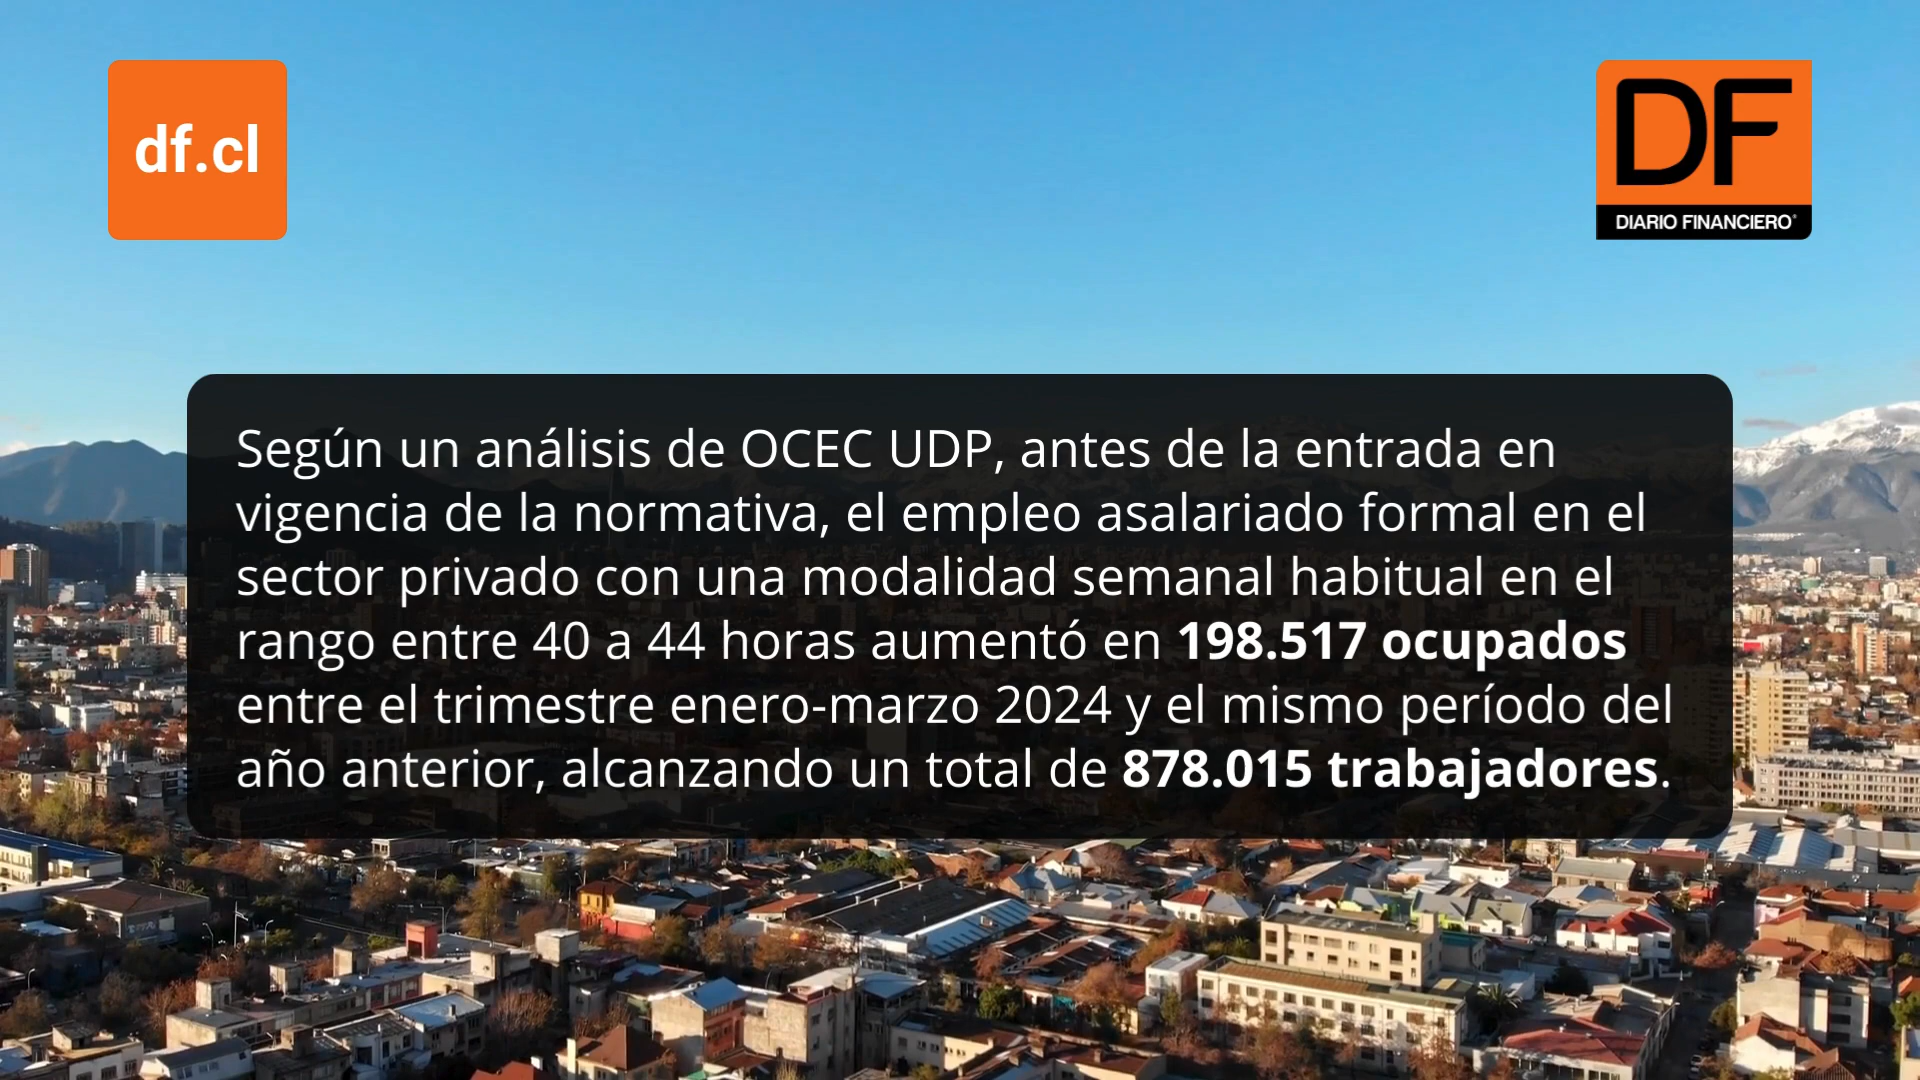 df.cl
DF
DIARIO FINANCIERO®
Según un análisis de OCEC UDP, antes de la entrada en
vigencia de la normativa, el empleo asalariado formal en el
sector privado con una modalidad semanal habitual en el
rango entre 40 a 44 horas aumentó en 198.517 ocupados
entre el trimestre enero-marzo 2024 y el mismo período del
año anterior, alcanzando un total de 878.015 trabajadores.